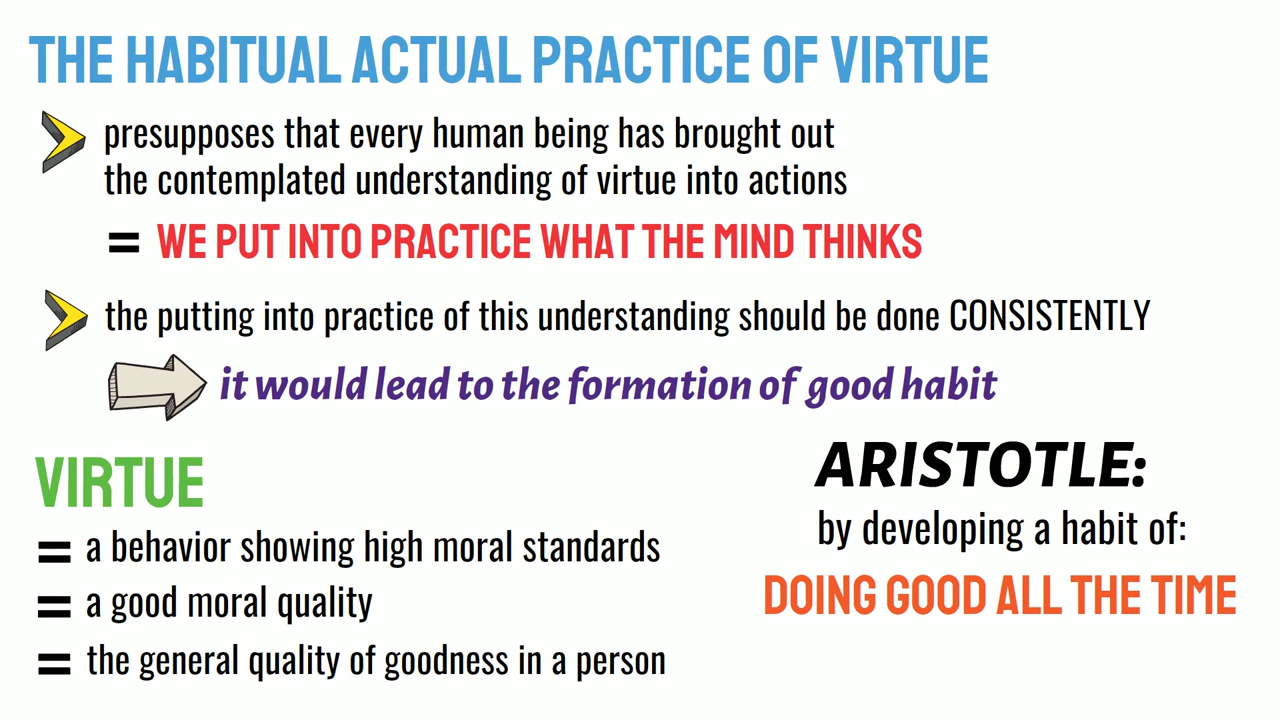 THE HABITUAL ACTUAL PRACTICE OF VIRTUE
presupposes that every human being has brought out
the contemplated understanding of virtue into actions
= WE PUT INTO PRACTICE WHAT THE MIND THINKS
the putting into practice of this understanding should be done CONSISTENTLY
it would lead to the formation of good habit
VIRTUE
= a behavior showing high moral standards
= a good moral quality
= the general quality of goodness in a person
ARISTOTLE:
by developing a habit of:
DOING GOOD ALL THE TIME